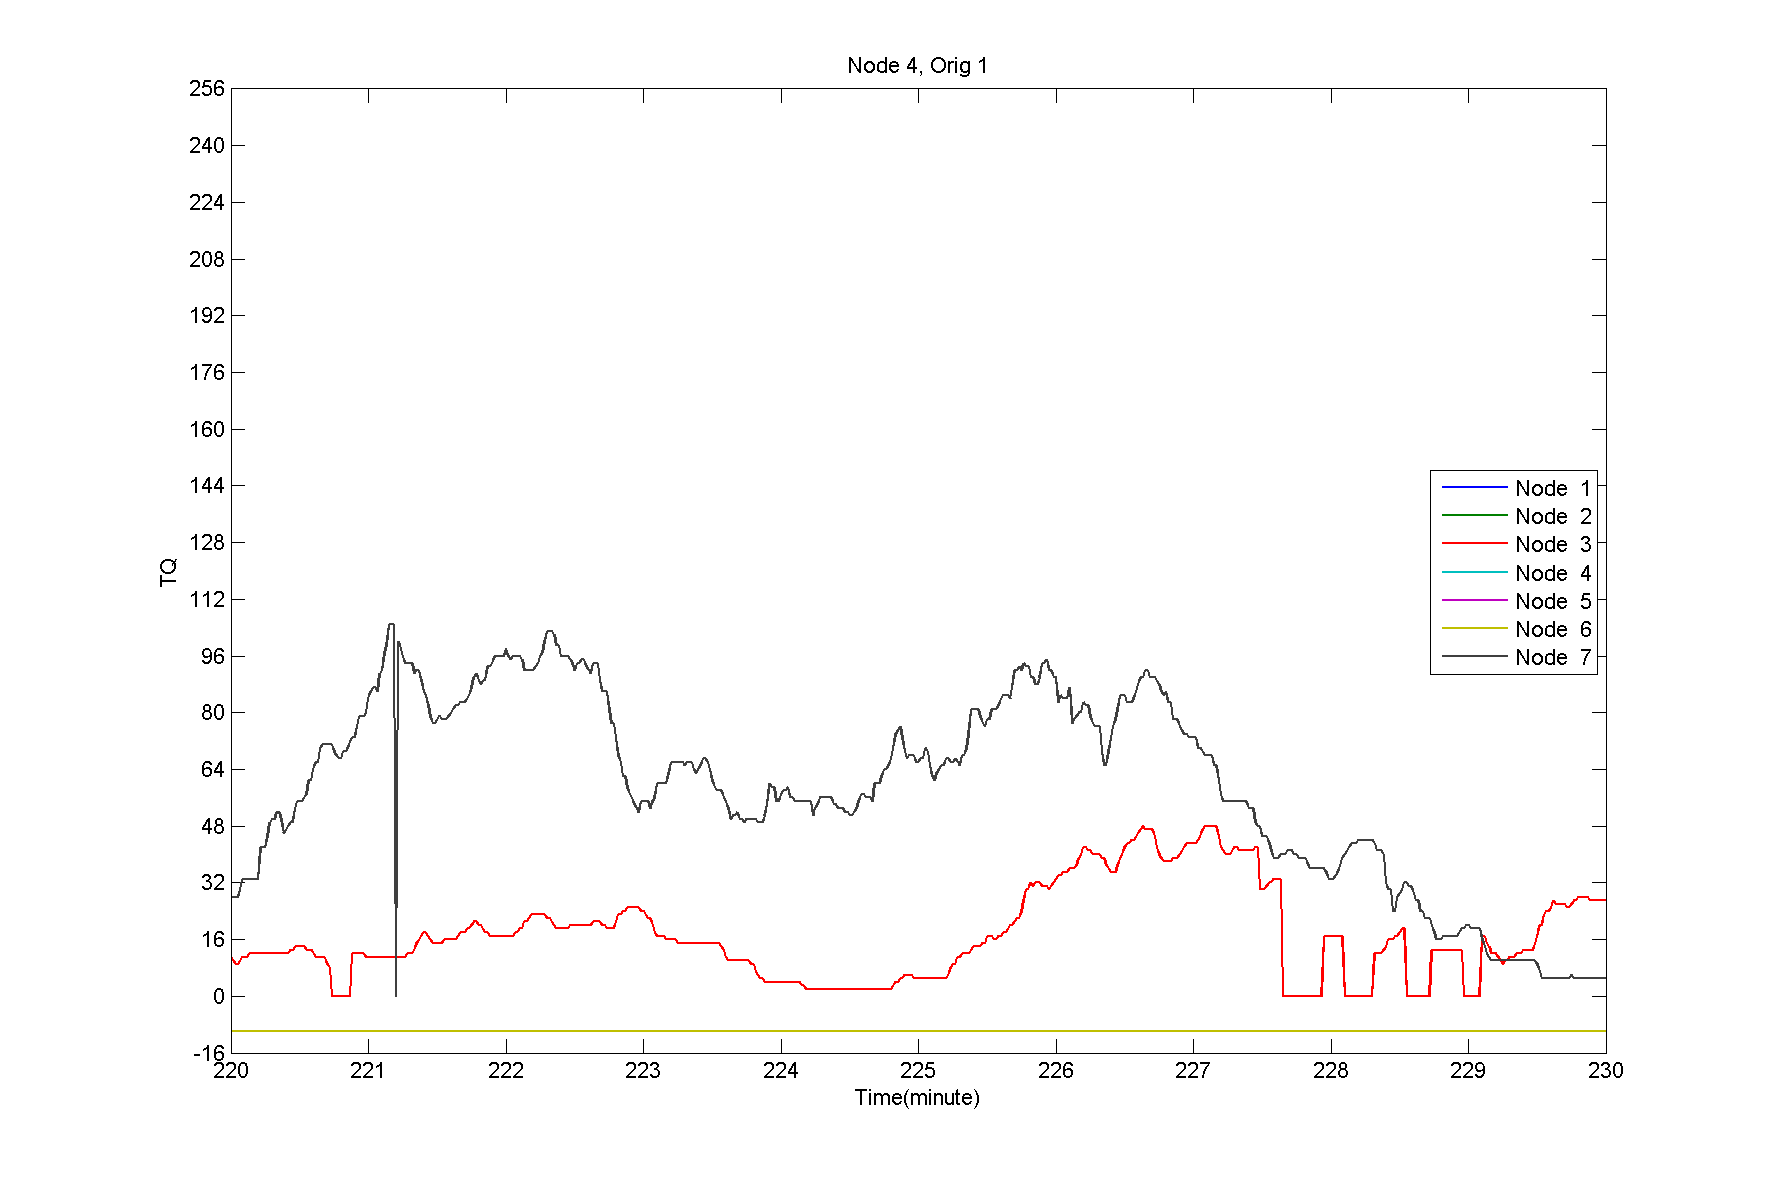 Node 4, Orig 1
256
240
224
208
192
176
160
144
128
112
96
80
64
48
32
16
0
-16
TQ
Node 1
Node 2
Node 3
Node 4
Node 5
Node 6
Node 7
220 221 222 223 224 225 226 227 228 229 230
Time(minute)